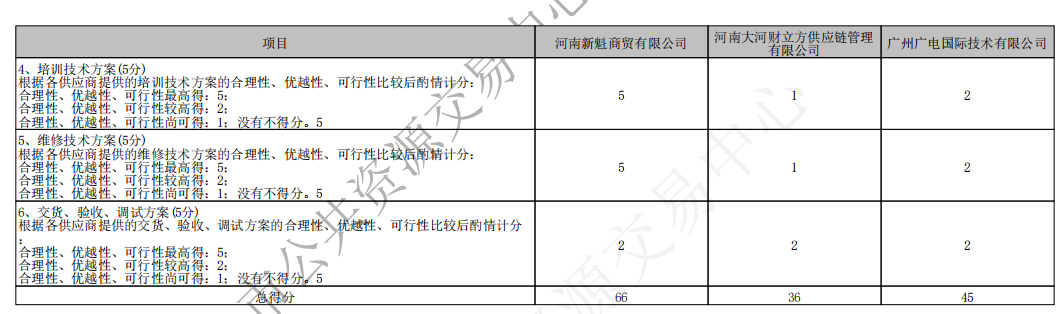 项目 河南新魁商贸有限公司 河南大河财立方供应链管理有限公司 广州广电国际技术有限公司
4、培训技术方案(5分)
根据各供应商提供的培训技术方案的合理性、优越性、可行性比较后酌情计分：
合理性、优越性、可行性最高得：5；
合理性、优越性、可行性较高得：2；
合理性、优越性、可行性尚可得：1；没有不得分。5
5 1 2
5、维修技术方案(5分)
根据各供应商提供的维修技术方案的合理性、优越性、可行性比较后酌情计分：
合理性、优越性、可行性最高得：5；
合理性、优越性、可行性较高得：2；
合理性、优越性、可行性尚可得：1；没有不得分。5
5 1 2
6、交货、验收、调试方案(5分)
根据各供应商提供的交货、验收、调试方案的合理性、优越性、可行性比较后酌情计分
：
合理性、优越性、可行性最高得：5；
合理性、优越性、可行性较高得：2；
合理性、优越性、可行性尚可得：1；没有不得分。5
2 2 2
总得分 66 36 45
市公共资源交易中心
源交易中心